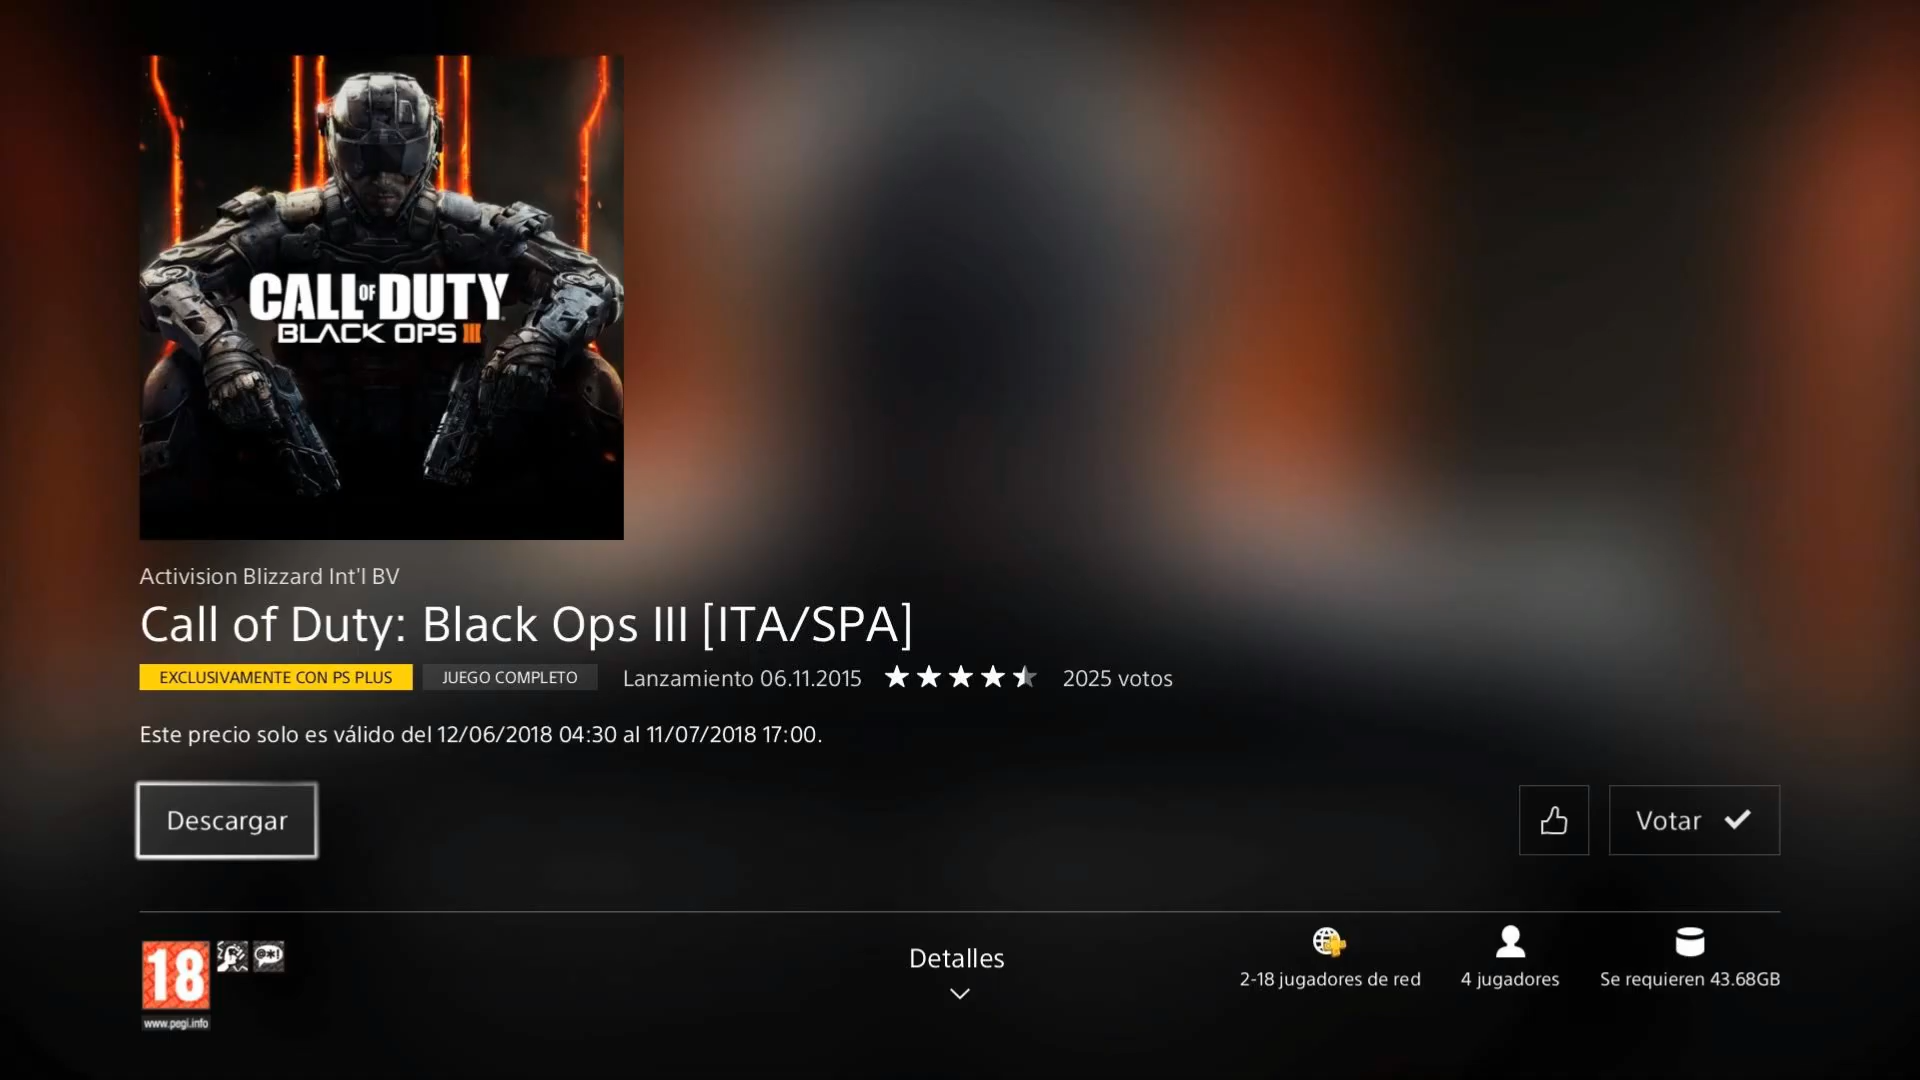 CALL OF DUTY
BLACK OPS III
Activision Blizzard Int'l BV
Call of Duty: Black Ops III [ITA/SPA]
EXCLUSIVAMENTE CON PS PLUS JUEGO COMPLETO Lanzamiento 06.11.2015 2025 votos
Este precio solo es válido del 12/06/2018 04:30 al 11/07/2018 17:00.
Descargar
Votar
18
@*!
www.pegi.info
Detalles
2-18 jugadores de red
4 jugadores
Se requieren 43.68GB